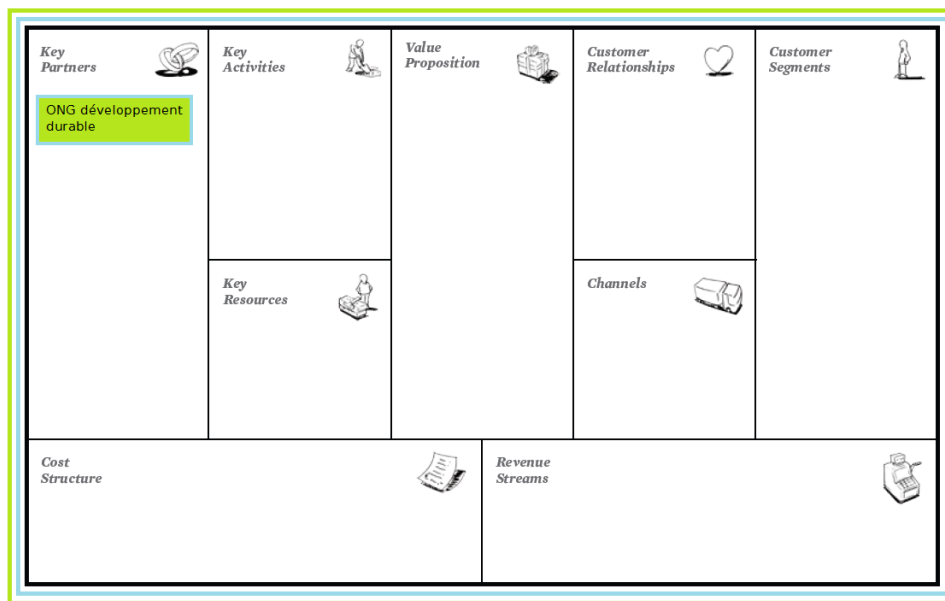 Key
Partners
ONG développement
durable
Key
Activities
Key
Resources
Value
Proposition
Customer
Relationships
Channels
Customer
Segments
Cost
Structure
Revenue
Streams